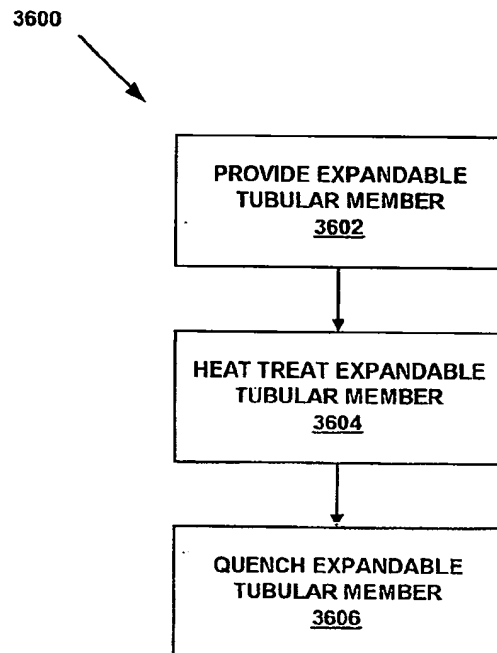 3600
PROVIDE EXPANDABLE
TUBULAR MEMBER
3602
HEAT TREAT EXPANDABLE
TUBULAR MEMBER
3604
QUENCH EXPANDABLE
TUBULAR MEMBER
3606